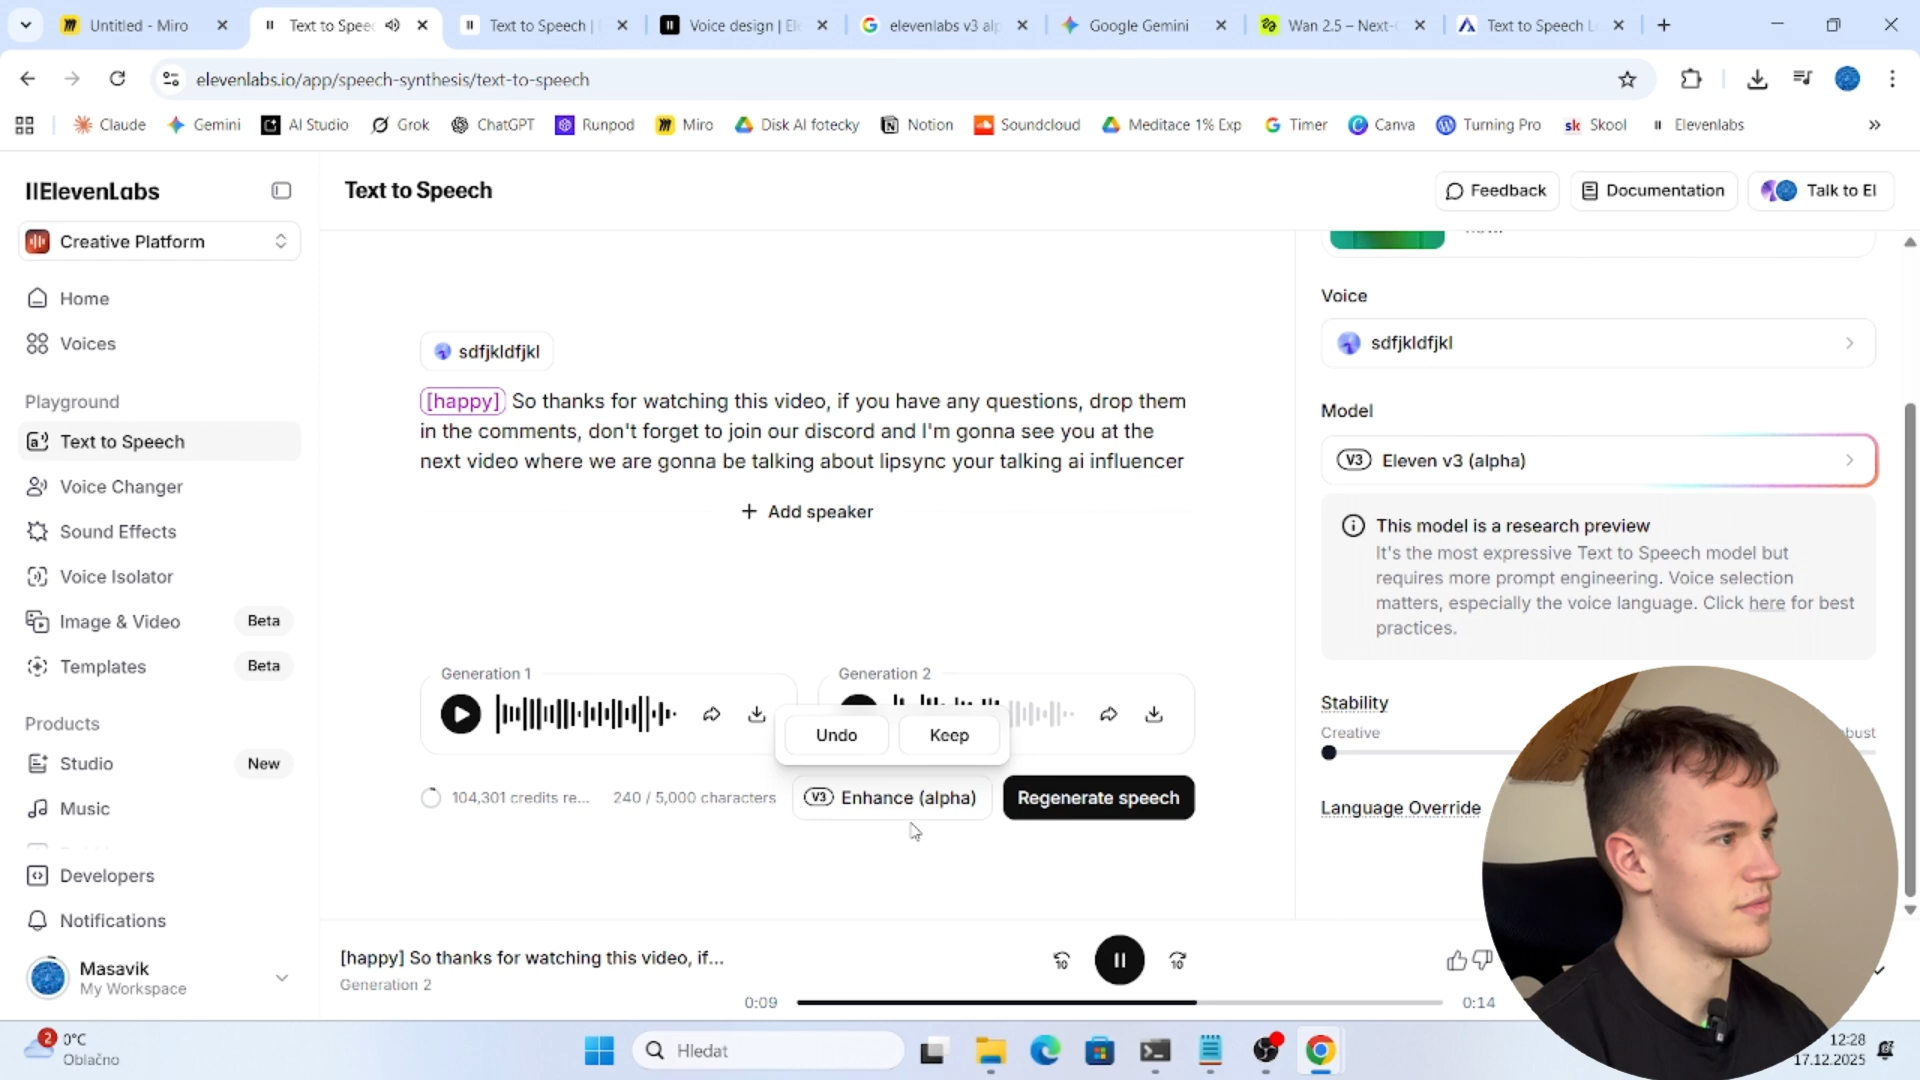 Untitled - Miro
Text to Speec
Text to Speech |
Voice design | El
elevenlabs v3 alp
Google Gemini
Wan 2.5 – Next-
Text to Speech L
elevenlabs.io/app/speech-synthesis/text-to-speech
Claude
Gemini
AI Studio
Grok
ChatGPT
Runpod
Miro
Disk AI fotecky
Notion
Soundcloud
Meditace 1% Exp
Timer
Canva
Turning Pro
Skool
Elevenlabs
IIElevenLabs
Text to Speech
Feedback
Documentation
Talk to El
Creative Platform
Home
Voices
Playground
Text to Speech
Voice Changer
Sound Effects
Voice Isolator
Image & Video
Beta
Templates
Beta
Products
Studio
New
Music
Developers
Notifications
Masavik
My Workspace
sdfjkldfjkl
[happy] So thanks for watching this video, if you have any questions, drop them
in the comments, don't forget to join our discord and I'm gonna see you at the
next video where we are gonna be talking about lipsync your talking ai influencer
Add speaker
Generation 1
Generation 2
Undo
Keep
104,301 credits re...
240 / 5,000 characters
V3 Enhance (alpha)
Regenerate speech
Voice
sdfjkldfjkl
Model
V3 Eleven v3 (alpha)
This model is a research preview
It's the most expressive Text to Speech model but
requires more prompt engineering. Voice selection
matters, especially the voice language. Click here for best
practices.
Stability
Creative
Language Override
[happy] So thanks for watching this video, if...
Generation 2
10
10
0:09
0:14
2
0°C
Oblačno
Hledat
12:28
17.12.2025